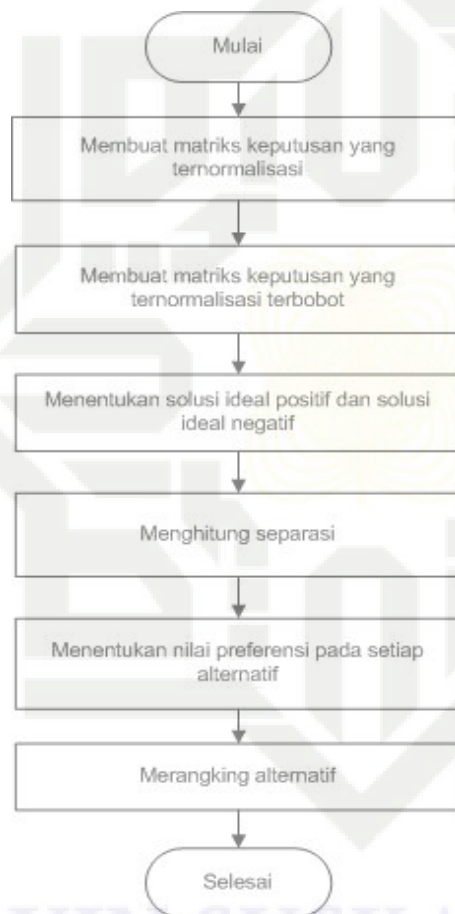 Mulai
Membuat matriks keputusan yang
ternormalisasi
Membuat matriks keputusan yang
ternormalisasi terbobot
Menentukan solusi ideal positif dan solusi
ideal negatif
Menghitung separasi
Menentukan nilai preferensi pada setiap
alternatif
Merangking alternatif
Selesai